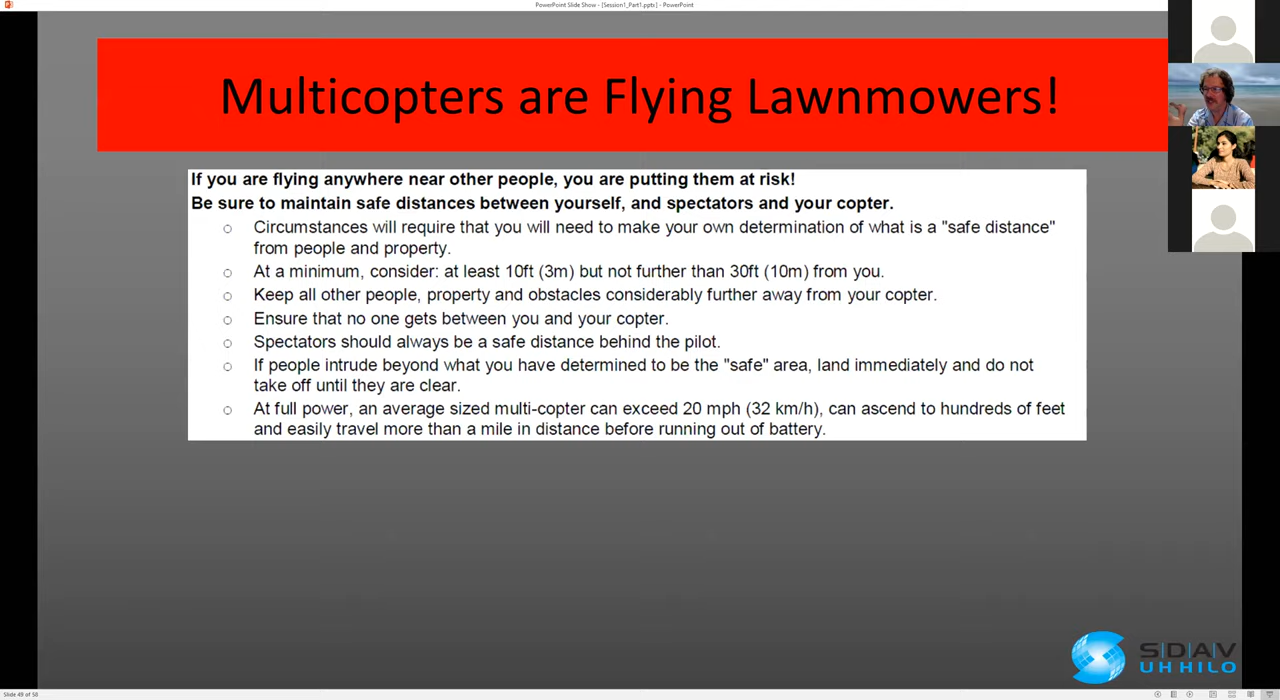 PowerPoint Slide Show - [Session1_Part1.pptx] - PowerPoint
Multicopters are Flying Lawnmowers!
If you are flying anywhere near other people, you are putting them at risk!
Be sure to maintain safe distances between yourself, and spectators and your copter.
○ Circumstances will require that you will need to make your own determination of what is a "safe distance"
from people and property.
○ At a minimum, consider: at least 10ft (3m) but not further than 30ft (10m) from you.
○ Keep all other people, property and obstacles considerably further away from your copter.
○ Ensure that no one gets between you and your copter.
○ Spectators should always be a safe distance behind the pilot.
○ If people intrude beyond what you have determined to be the "safe" area, land immediately and do not
take off until they are clear.
○ At full power, an average sized multi-copter can exceed 20 mph (32 km/h), can ascend to hundreds of feet
and easily travel more than a mile in distance before running out of battery.
S|D|A|V
UH HILO
Slide 49 of 58